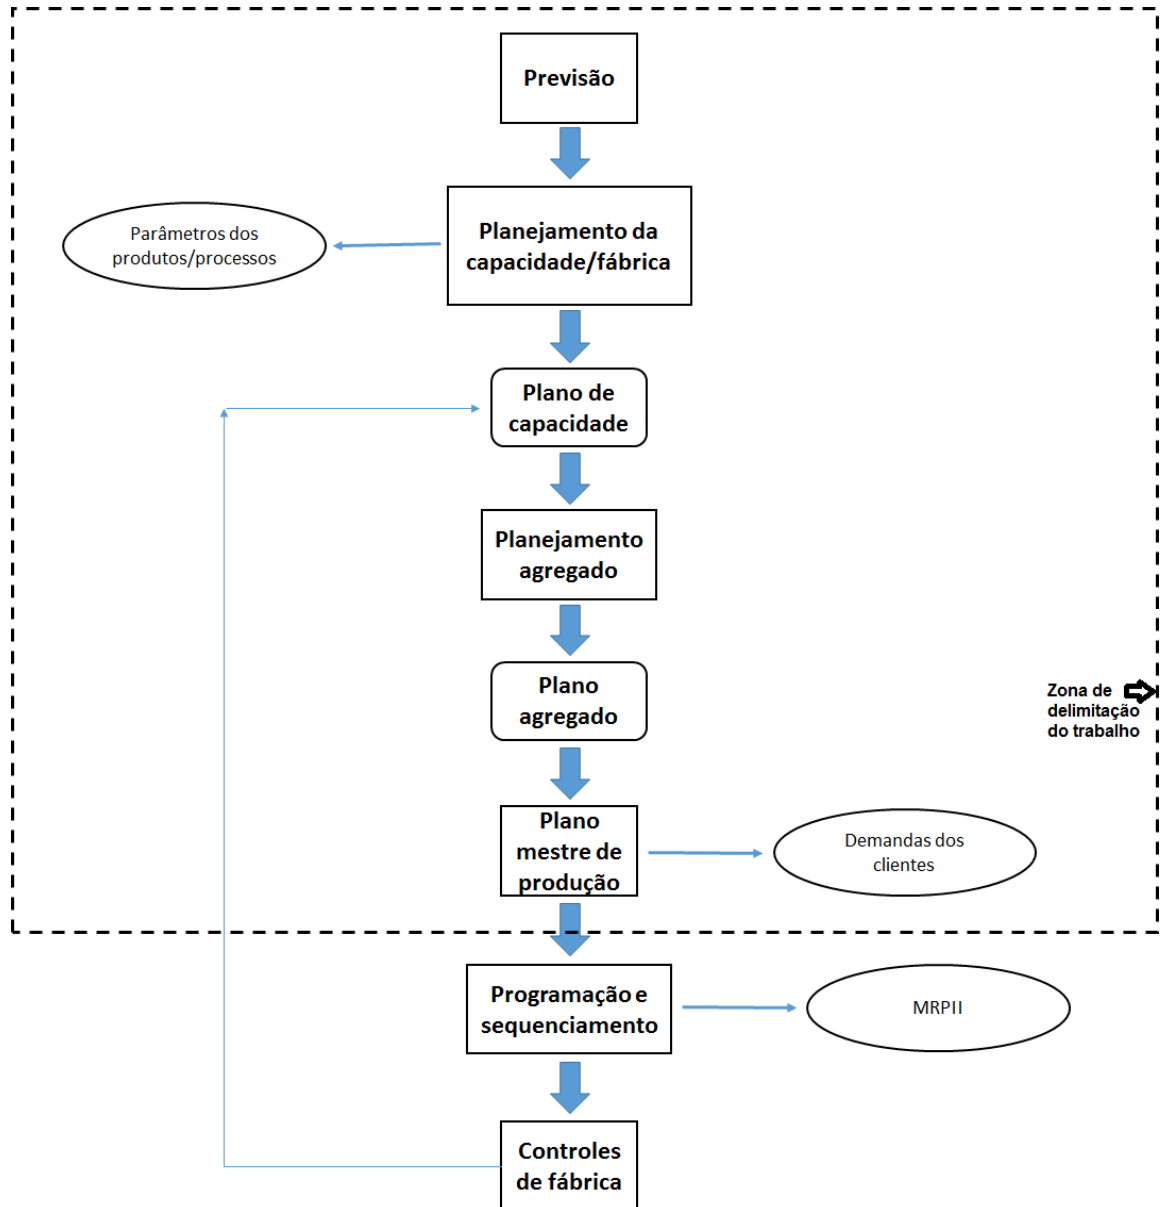 Previsão
Planejamento da
capacidade/fábrica
Parâmetros dos
produtos/processos
Plano de
capacidade
Planejamento
agregado
Plano
agregado
Zona de
delimitação
do trabalho
Plano
mestre de
produção
Demandas dos
clientes
Programação e
sequenciamento
MRPII
Controles
de fábrica